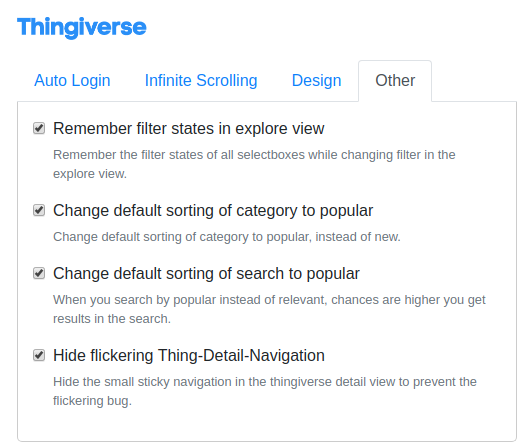 Thingiverse
Auto Login Infinite Scrolling Design Other
Remember filter states in explore view
Remember the filter states of all selectboxes while changing filter in the
explore view.
Change default sorting of category to popular
Change default sorting of category to popular, instead of new.
Change default sorting of search to popular
When you search by popular instead of relevant, chances are higher you get
results in the search.
Hide flickering Thing-Detail-Navigation
Hide the small sticky navigation in the thingiverse detail view to prevent the
flickering bug.